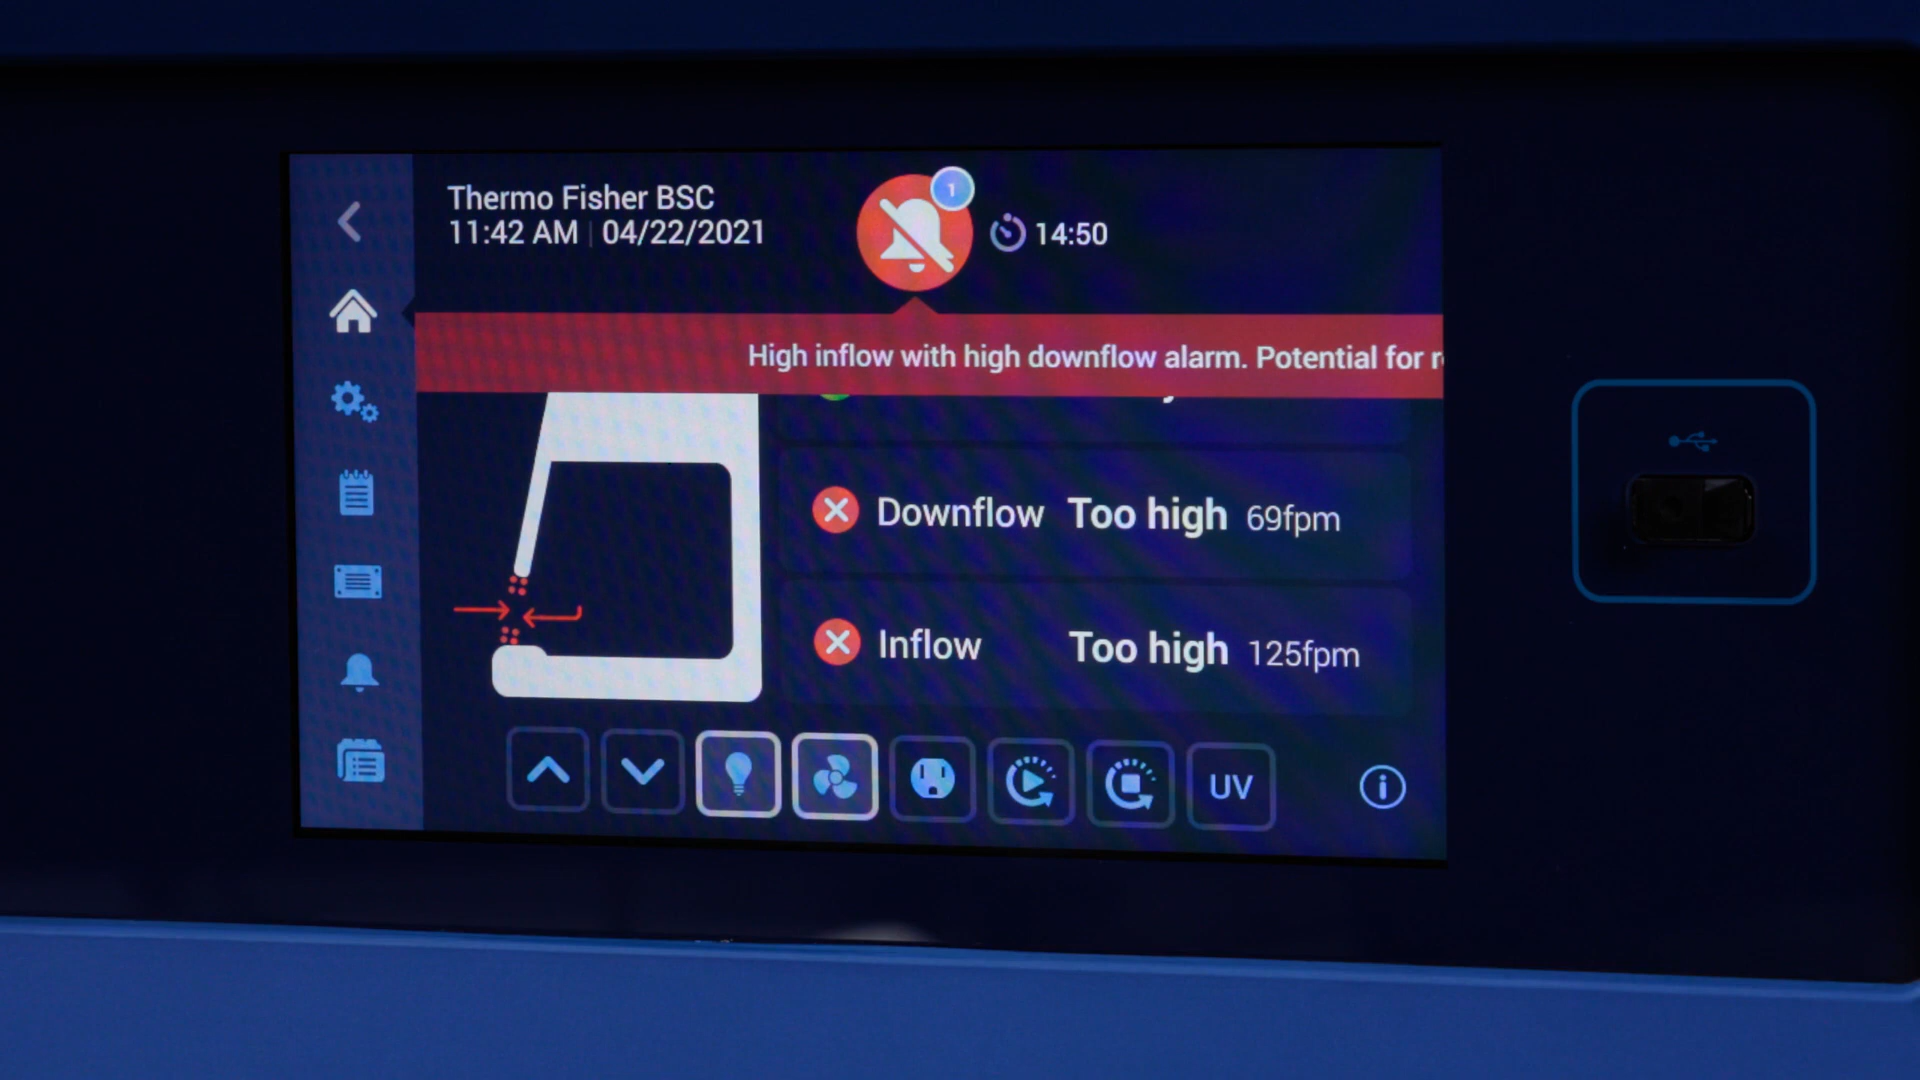 Thermo Fisher BSC
11:42 AM | 04/22/2021
1
14:50
High inflow with high downflow alarm. Potential for
Downflow Too high 69fpm
Inflow Too high 125fpm
UV